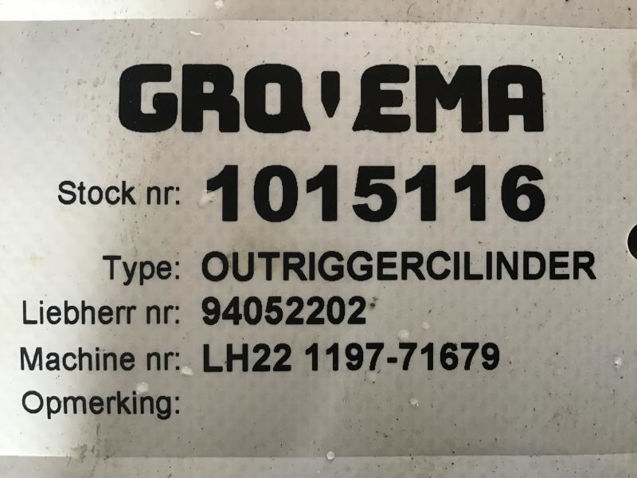 GROVEMA
Stock nr: 1015116
Type: OUTRIGGERCILINDER
Liebherr nr: 94052202
Machine nr: LH22 1197-71679
Opmerking: